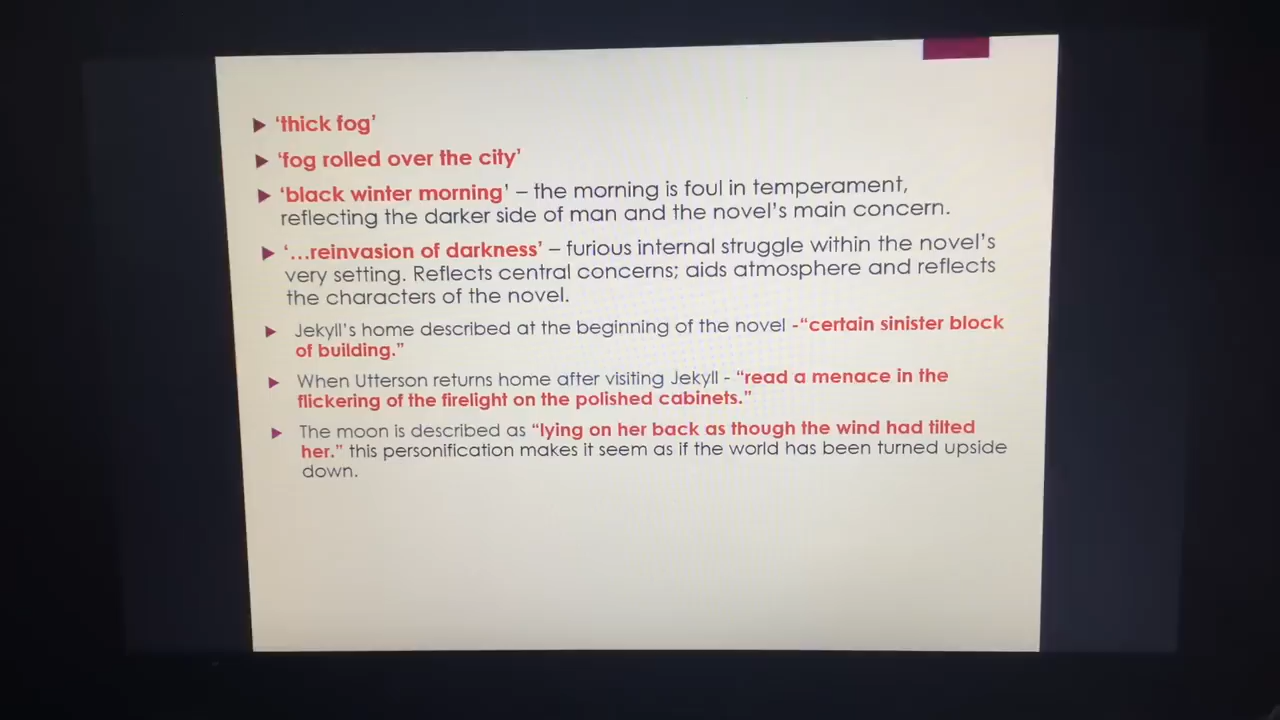 ‘thick fog’
‘fog rolled over the city’
‘black winter morning’ – the morning is foul in temperament,
reflecting the darker side of man and the novel’s main concern.
‘…reinvasion of darkness’ – furious internal struggle within the novel’s
very setting. Reflects central concerns; aids atmosphere and reflects
the characters of the novel.
Jekyll’s home described at the beginning of the novel -“certain sinister block
of building.”
When Utterson returns home after visiting Jekyll - “read a menace in the
flickering of the firelight on the polished cabinets.”
The moon is described as “lying on her back as though the wind had tilted
her.” this personification makes it seem as if the world has been turned upside
down.